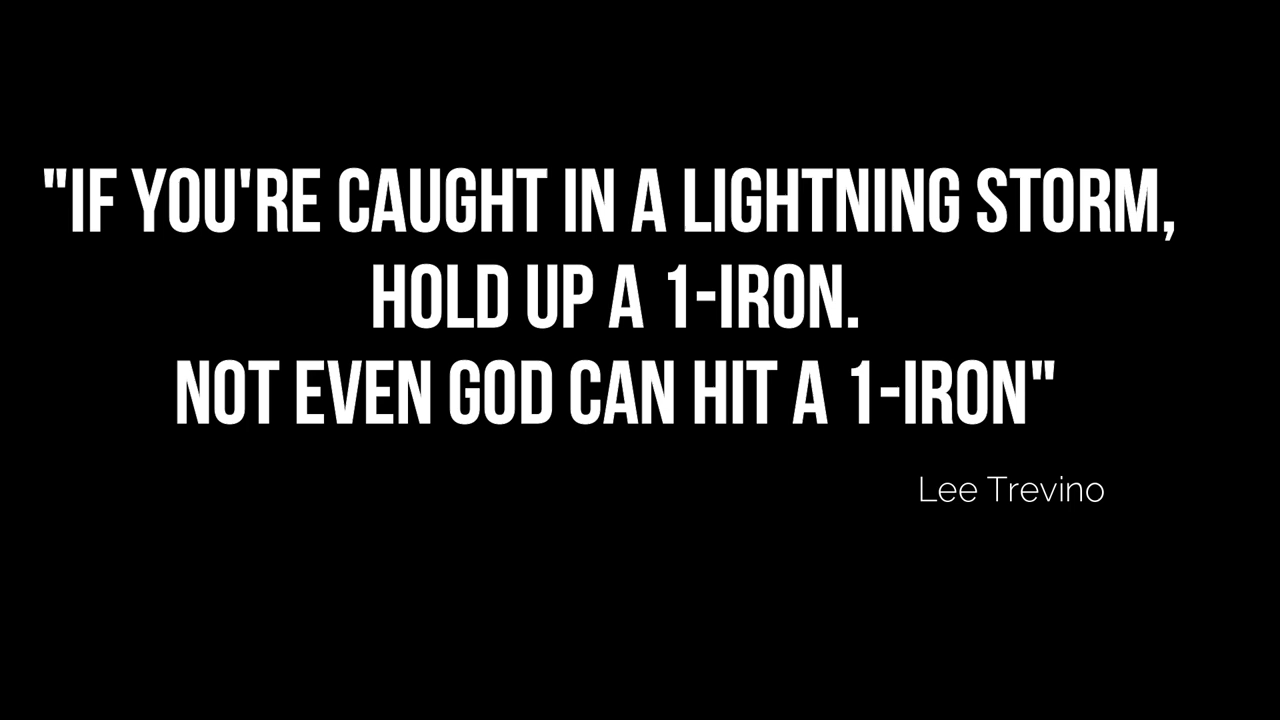 "IF YOU'RE CAUGHT IN A LIGHTNING STORM,
HOLD UP A 1-IRON.
NOT EVEN GOD CAN HIT A 1-IRON"
Lee Trevino